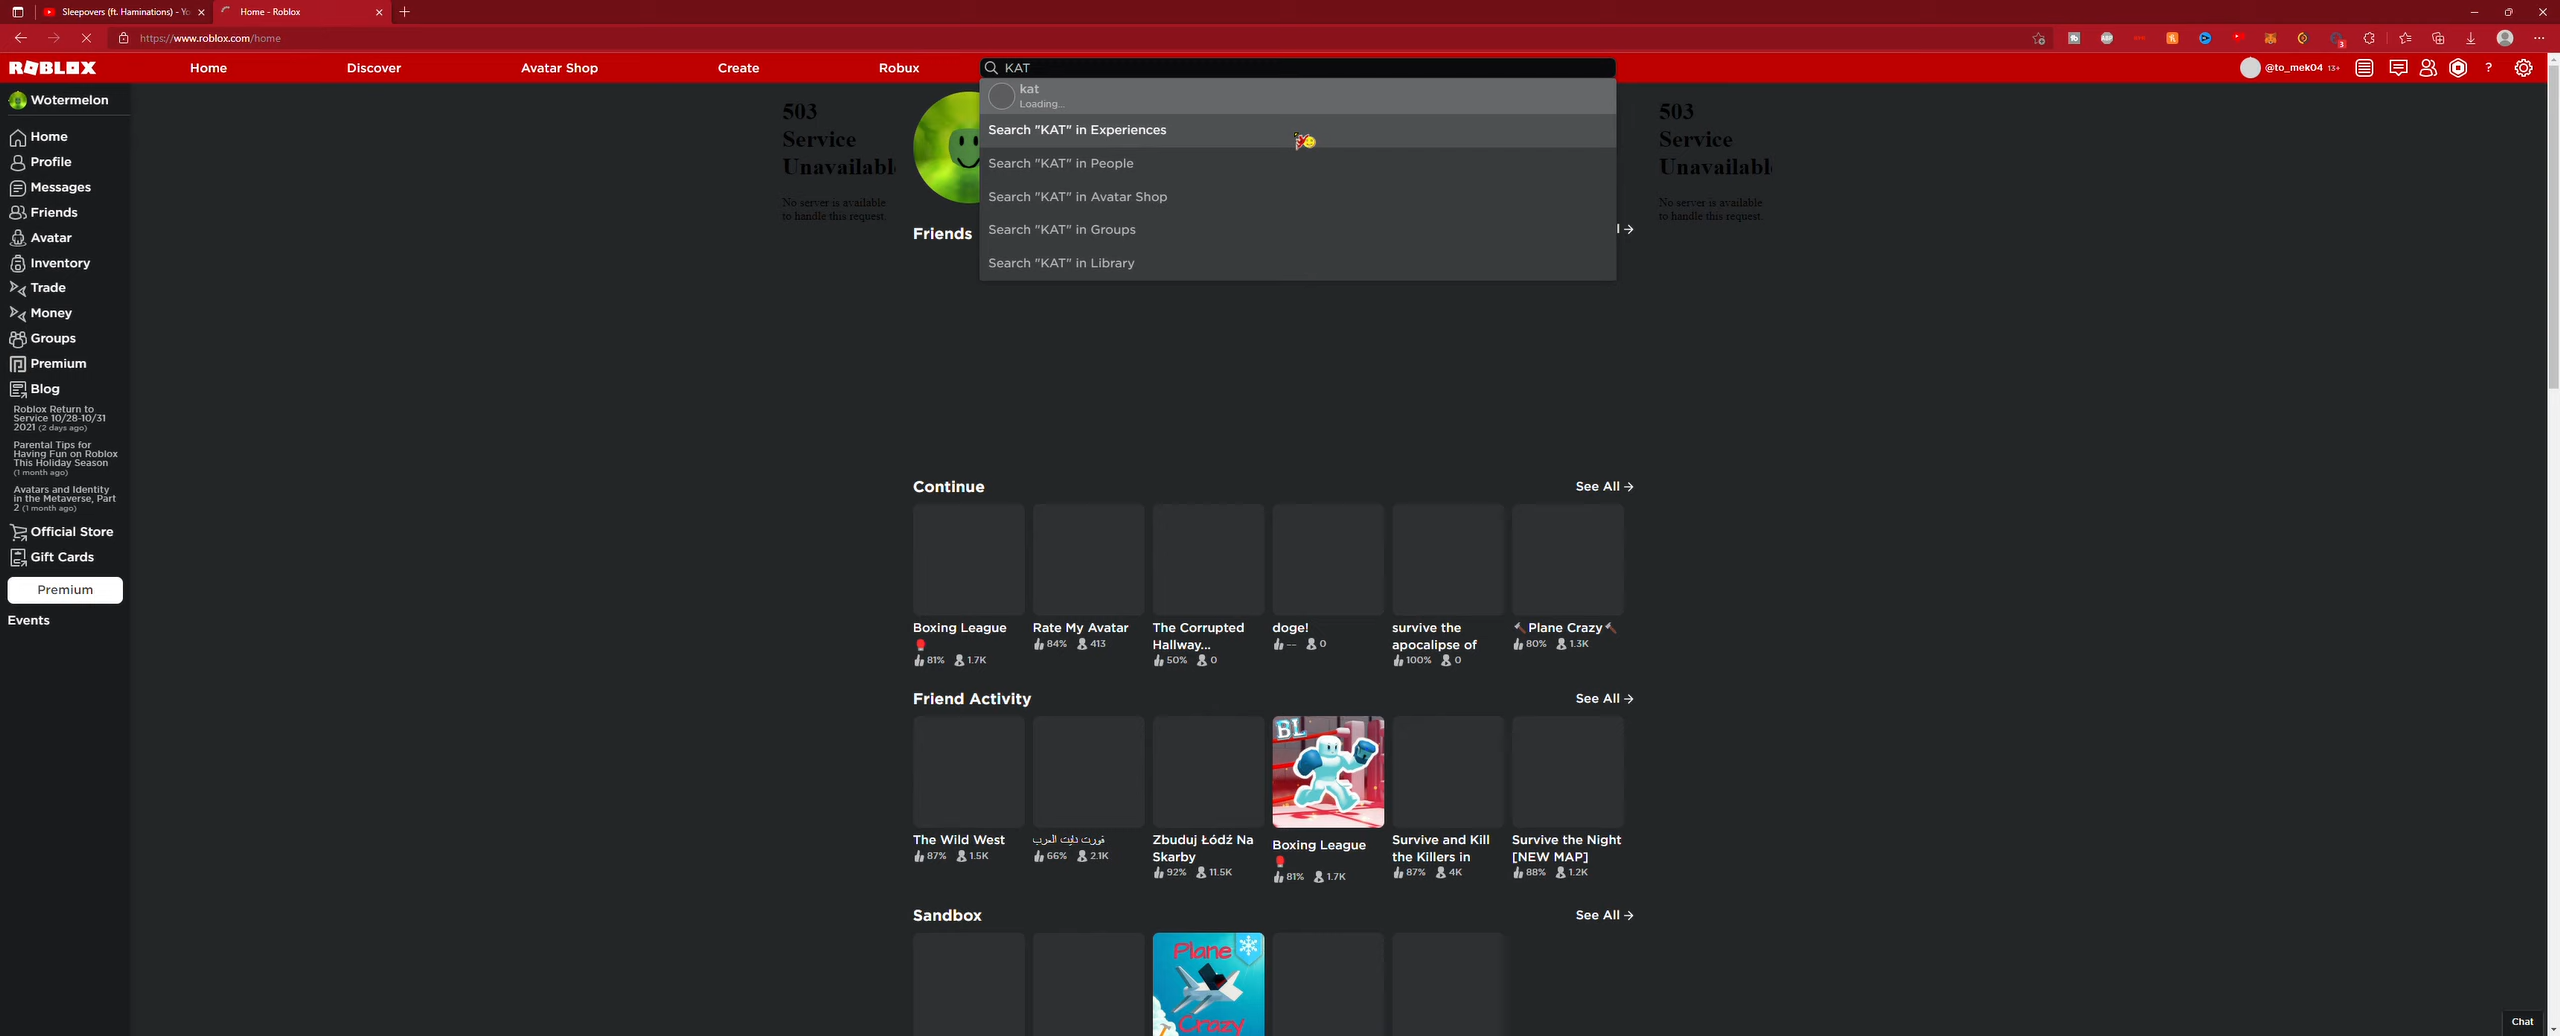 Sleepovers (ft. Haminations) - Yo
Home - Roblox
https://www.roblox.com/home
ROBLOX
Home
Discover
Avatar Shop
Create
Robux
KAT
@to_mek04 13+
3
?
Wotermelon
Home
Profile
Messages
Friends
Avatar
Inventory
Trade
Money
Groups
Premium
Blog
Roblox Return to
Service 10/28-10/31
2021 (2 days ago)
Parental Tips for
Having Fun on Roblox
This Holiday Season
(1 month ago)
Avatars and Identity
in the Metaverse, Part
2 (1 month ago)
Official Store
Gift Cards
Premium
Events
503
Service
Unavailabl
No server is available
to handle this request.
kat
Loading...
Search "KAT" in Experiences
Search "KAT" in People
Search "KAT" in Avatar Shop
Search "KAT" in Groups
Search "KAT" in Library
503
Service
Unavailabl
No server is available
to handle this request.
Friends
l →
Continue
See All →
Boxing League
81% 1.7K
Rate My Avatar
84% 413
The Corrupted
Hallway...
50% 0
doge!
-- 0
survive the
apocalipse of
100% 0
Plane Crazy
80% 1.3K
Friend Activity
See All →
The Wild West
87% 1.5K
فورت نايت العرب
66% 2.1K
Zbuduj Łódź Na
Skarby
92% 11.5K
BL
Boxing League
81% 1.7K
Survive and Kill
the Killers in
87% 4K
Survive the Night
[NEW MAP]
88% 1.2K
Sandbox
See All →
Plane
Crazy
Chat